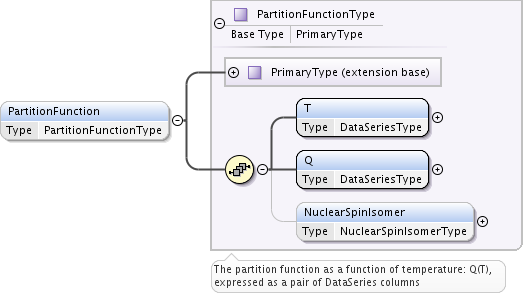 PartitionFunctionType
Base Type PrimaryType
PrimaryType (extension base)
PartitionFunction
Type PartitionFunctionType
T
Type DataSeriesType
Q
Type DataSeriesType
NuclearSpinIsomer
Type NuclearSpinIsomerType
The partition function as a function of temperature: Q(T),
expressed as a pair of DataSeries columns